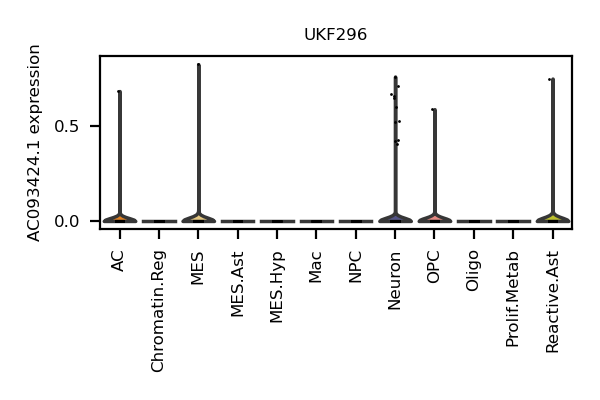 UKF296
AC093424.1 expression
0.5
0.0
AC
Chromatin.Reg
MES
MES.Ast
MES.Hyp
Mac
NPC
Neuron
OPC
Oligo
Prolif.Metab
Reactive.Ast